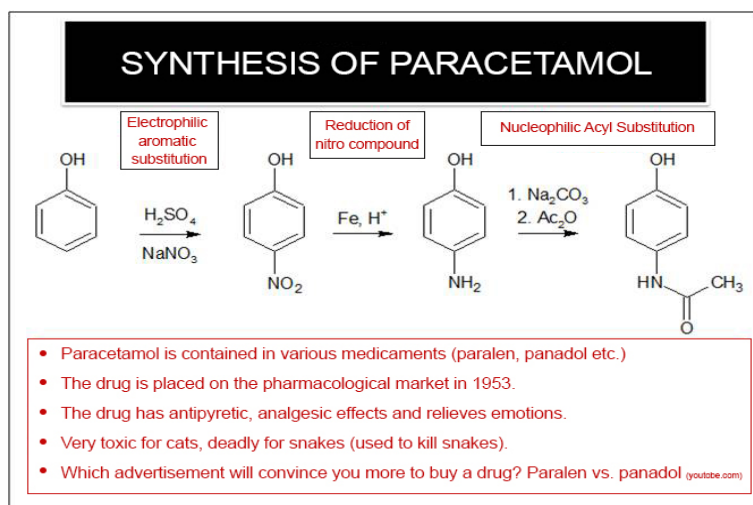 SYNTHESIS OF PARACETAMOL
Electrophilic
aromatic
substitution
Reduction of
nitro compound
Nucleophilic Acyl Substitution
OH
H₂SO₄
NaNO₃
OH
NO₂
Fe, H⁺
OH
NH₂
1. Na₂CO₃
2. Ac₂O
OH
HN
CH₃
O
• Paracetamol is contained in various medicaments (paralen, panadol etc.)
• The drug is placed on the pharmacological market in 1953.
• The drug has antipyretic, analgesic effects and relieves emotions.
• Very toxic for cats, deadly for snakes (used to kill snakes).
• Which advertisement will convince you more to buy a drug? Paralen vs. panadol (youtobe.com)